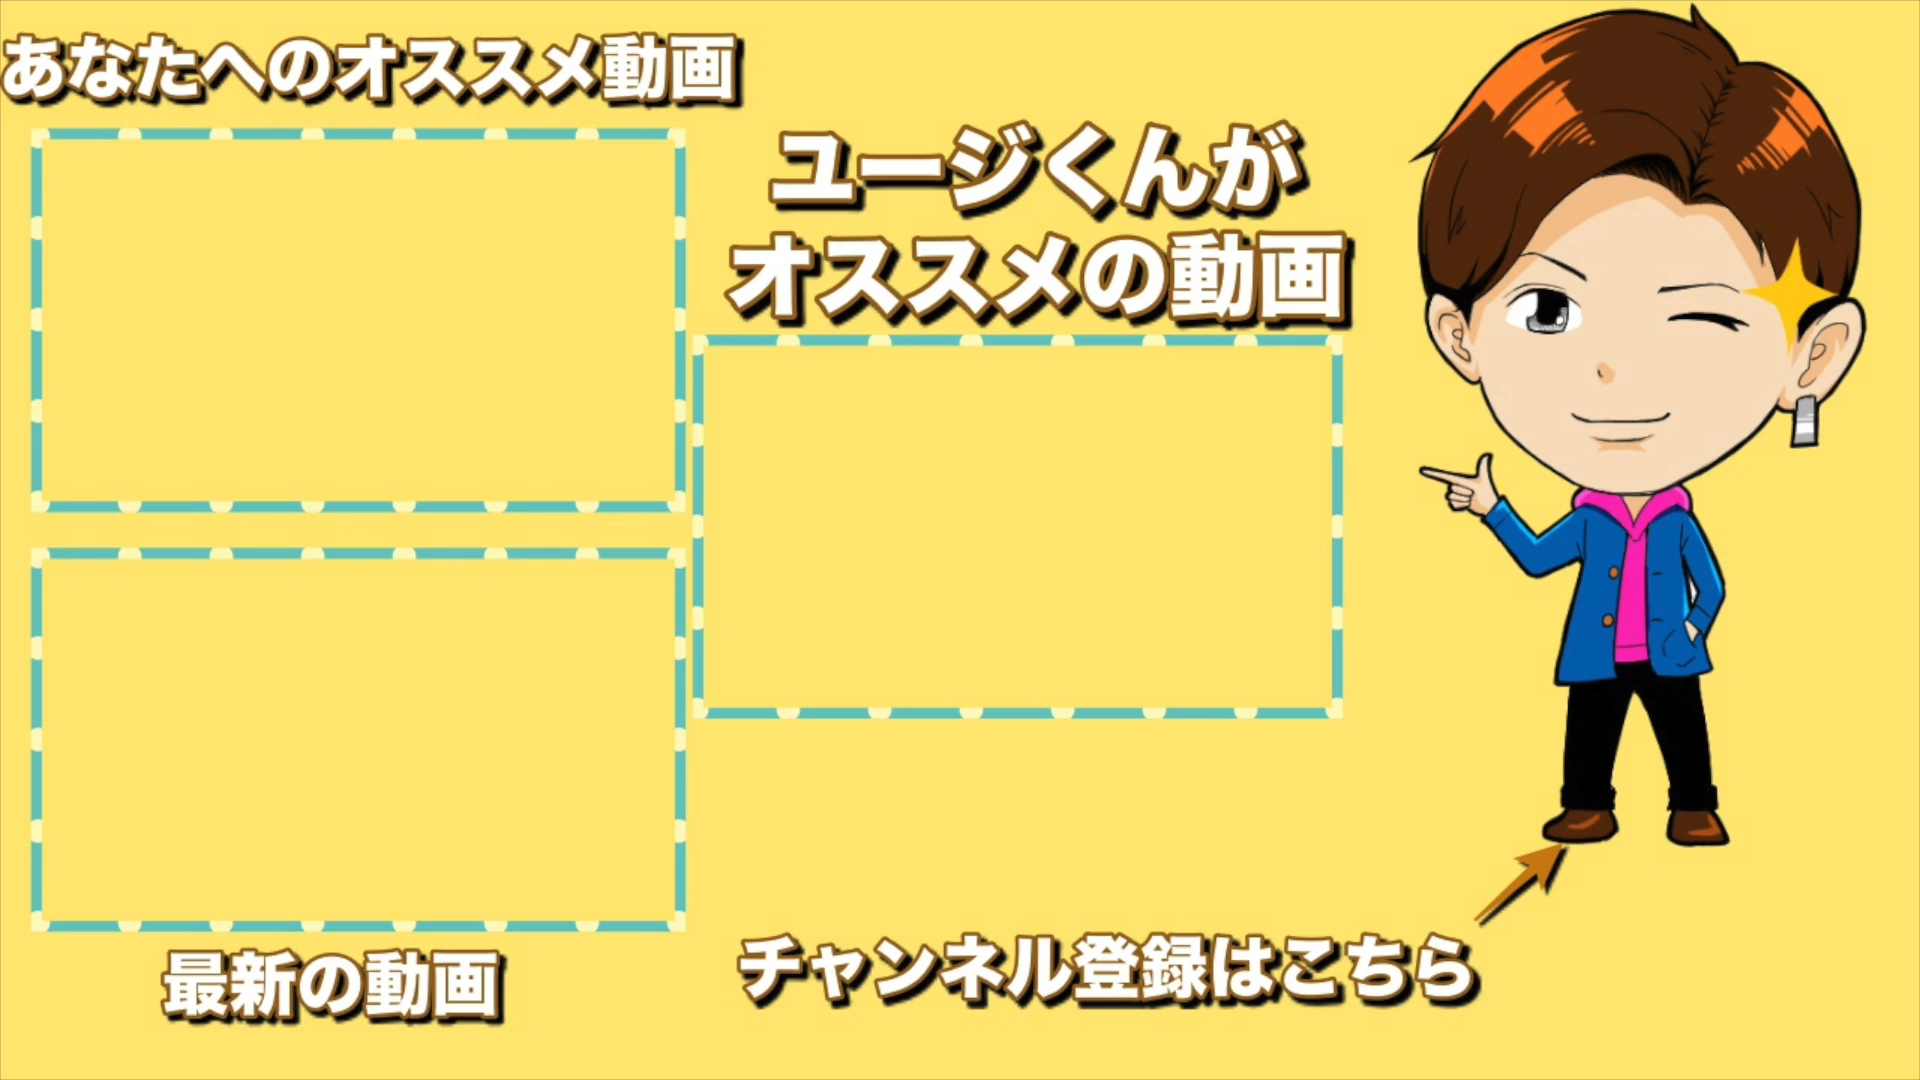 あなたへのオススメ動画
ユージくんが
オススメの動画
最新の動画
チャンネル登録はこちら